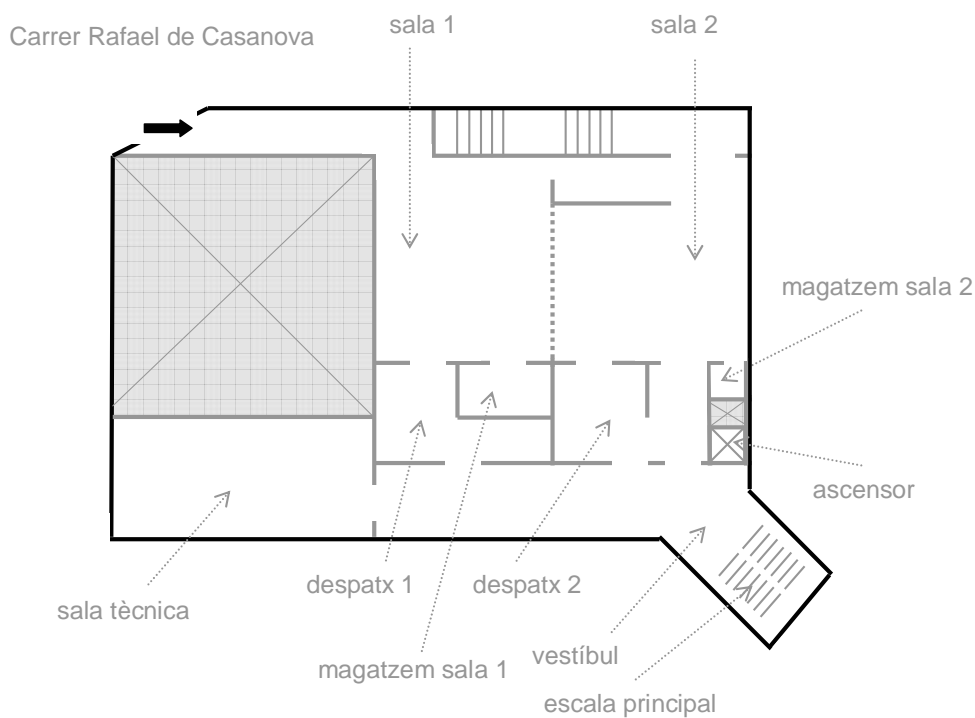 Carrer Rafael de Casanova
sala 1
sala 2
magatzem sala 2
ascensor
despatx 1
despatx 2
sala tècnica
magatzem sala 1
vestíbul
escala principal